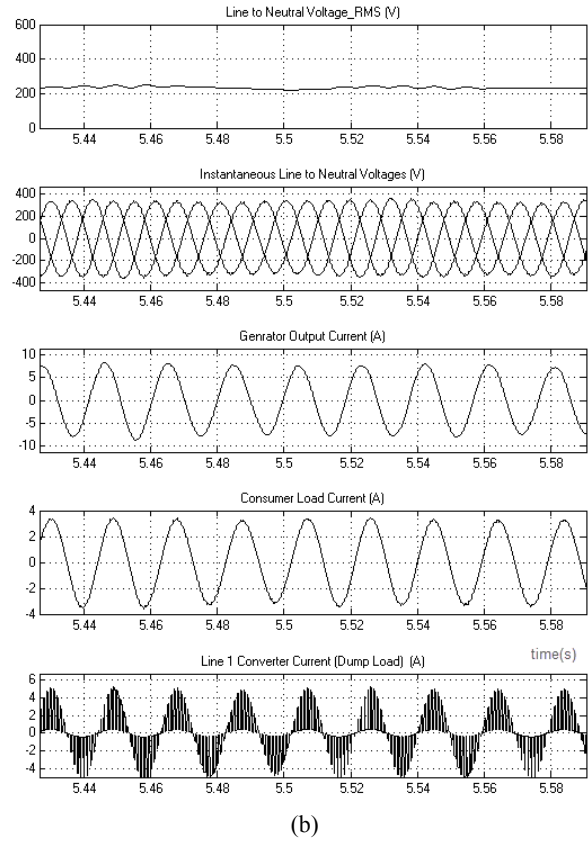 Line to Neutral Voltage_RMS (V)
600
400
200
0
5.44 5.46 5.48 5.5 5.52 5.54 5.56 5.58
Instantaneous Line to Neutral Voltages (V)
400
200
0
-200
-400
5.44 5.46 5.48 5.5 5.52 5.54 5.56 5.58
Genrator Output Current (A)
10
5
0
-5
-10
5.44 5.46 5.48 5.5 5.52 5.54 5.56 5.58
Consumer Load Current (A)
4
2
0
-2
-4
5.44 5.46 5.48 5.5 5.52 5.54 5.56 5.58
time(s)
Line 1 Converter Current (Dump Load) (A)
6
4
2
0
-2
-4
5.44 5.46 5.48 5.5 5.52 5.54 5.56 5.58
(b)